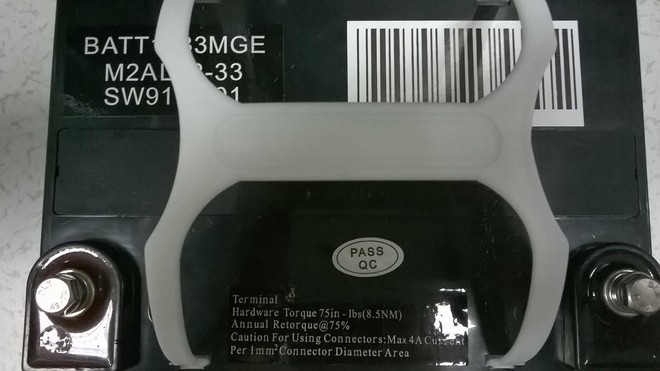 BATT 33MGE
M2AL -33
SW91 01
PASS
QC
Terminal
Hardware Torque 75in-lbs(8.5NM)
Annual Retorque@75%
Caution For Using Connectors:Max 4A Current
Per 1mm² Connector Diameter Area